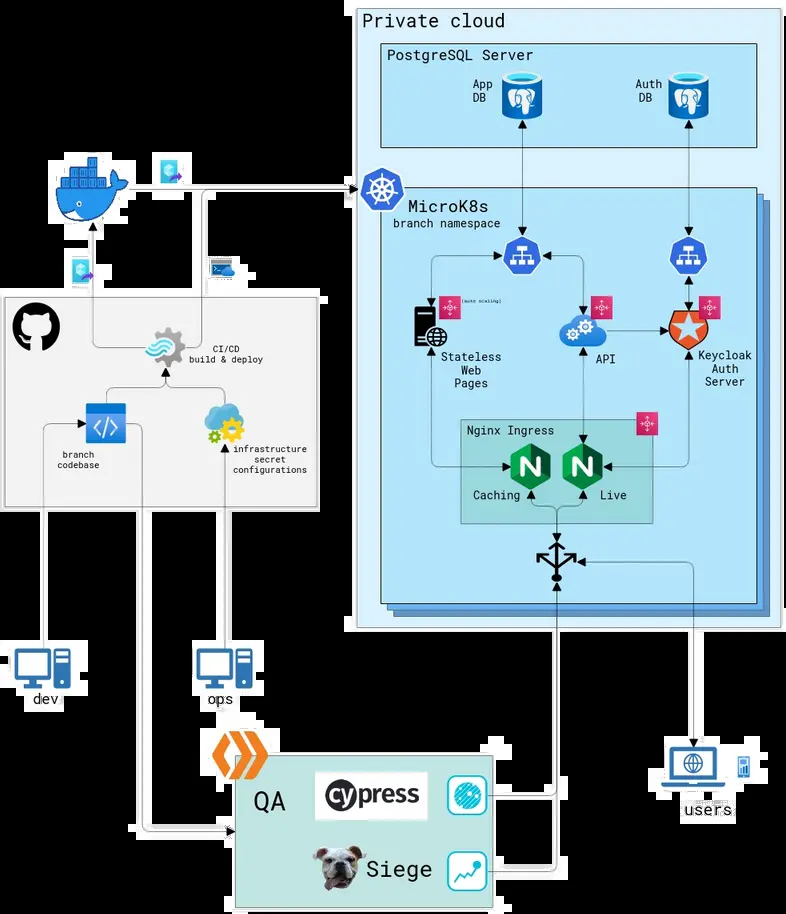 Private cloud
PostgreSQL Server
App
DB
Auth
DB
MicroK8s
branch namespace
(auto scaling)
CI/CD
build & deploy
Stateless
Web
Pages
API
Keycloak
Auth
Server
Nginx Ingress
N
N
Caching
Live
branch
codebase
infrastructure
secret
configurations
dev
ops
users
QA
cypress
Siege